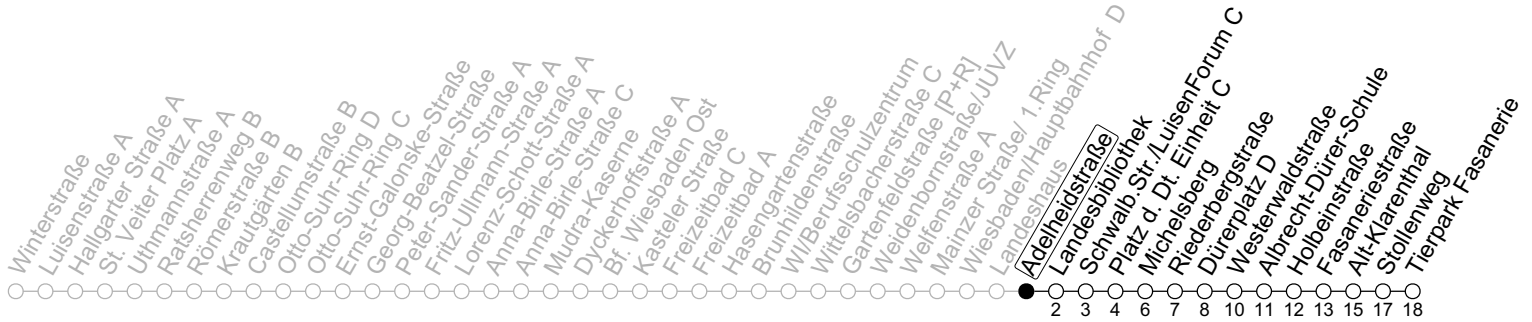 Winterstraße
Luisenstraße A
Hallgarter Straße A
St. Veiter Platz A
Uthmannstraße A
Ratsherrenweg B
Römerstraße B
Krautgärten B
Castellumstraße B
Otto-Suhr-Ring D
Otto-Suhr-Ring C
Ernst-Galonske-Straße
Georg-Beatzel-Straße
Peter-Sander-Straße A
Fritz-Ullmann-Straße A
Lorenz-Schott-Straße A
Anna-Birle-Straße A
Anna-Birle-Straße C
Mudra-Kaserne
Dyckerhoffstraße A
Bf. Wiesbaden Ost
Kasteler Straße
Freizeitbad C
Freizeitbad A
Hasengartenstraße
Brunhildenstraße
WI/Berufsschulzentrum
Wittelsbacherstraße C
Gartenfeldstraße [P+R]
Weidenbornstraße/JUVZ
Welfenstraße A
Mainzer Straße/ 1.Ring
Wiesbaden/Hauptbahnhof D
Landeshaus
Adelheidstraße
Landesbibliothek
Schwalb.Str./LuisenForum C
Platz d. Dt. Einheit C
Michelsberg
Riederbergstraße
Dürerplatz D
Westerwaldstraße
Albrecht-Dürer-Schule
Holbeinstraße
Fasaneriestraße
Alt-Klarenthal
Stollenweg
Tierpark Fasanerie
2 3 4 6 7 8 10 11 12 13 15 17 18